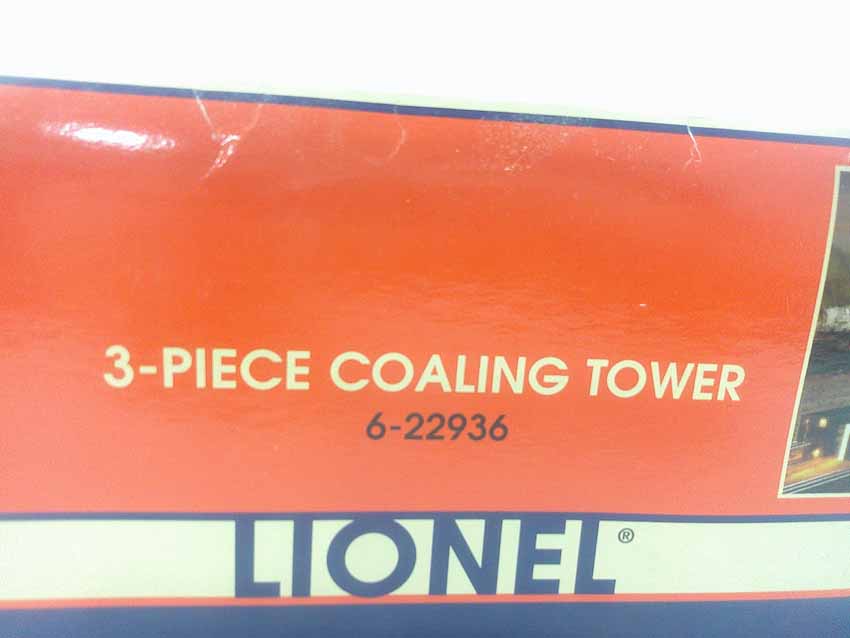 3-PIECE COALING TOWER
6-22936
LIONEL®